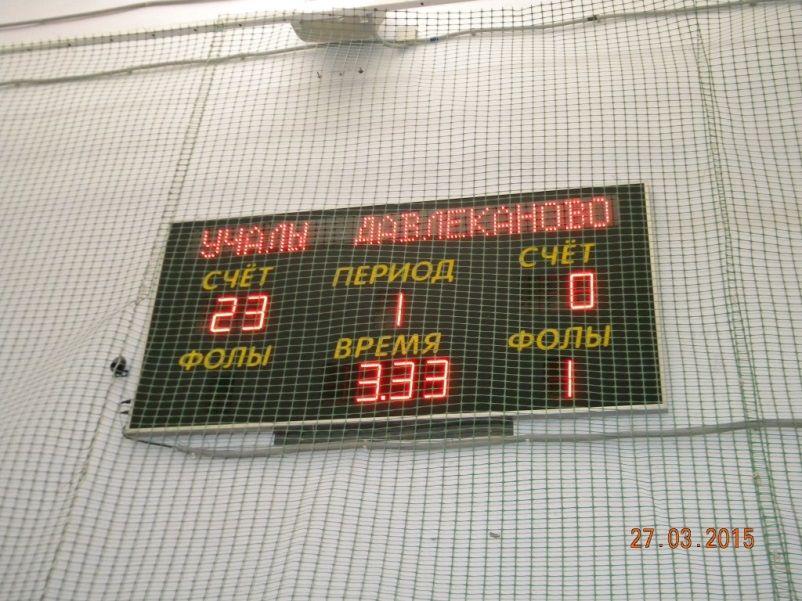 УЧАЛЫ ДАВЛЕКАНОВО
СЧЁТ ПЕРИОД СЧЁТ
23 1 0
ФОЛЫ ВРЕМЯ ФОЛЫ
3.33 1
27.03.2015